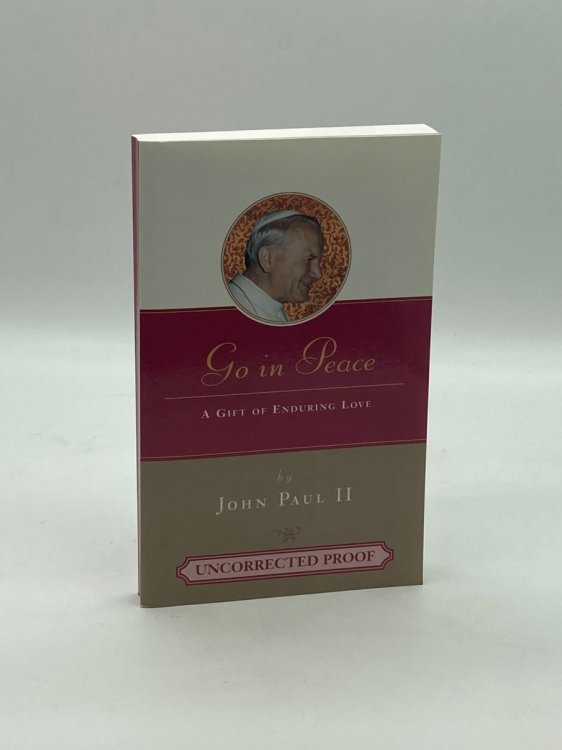 Go in Peace
A GIFT OF ENDURING LOVE
by
JOHN PAUL II
UNCORRECTED PROOF